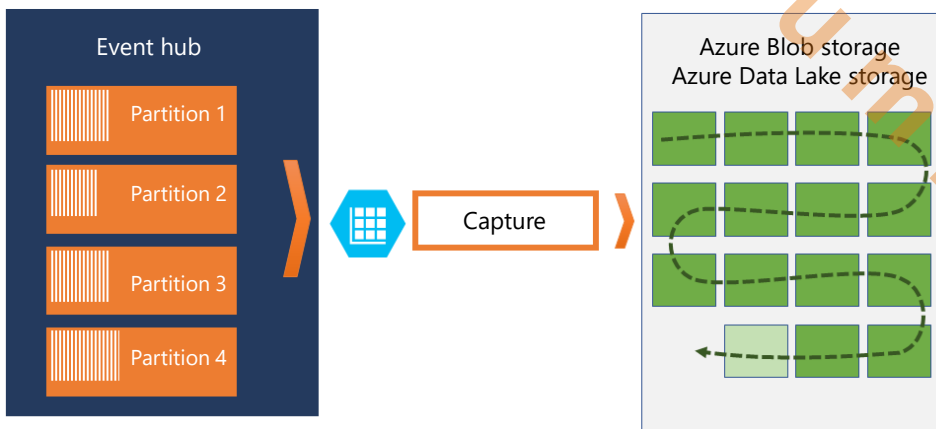 Event hub
Partition 1
Partition 2
Partition 3
Partition 4
Capture
Azure Blob storage
Azure Data Lake storage